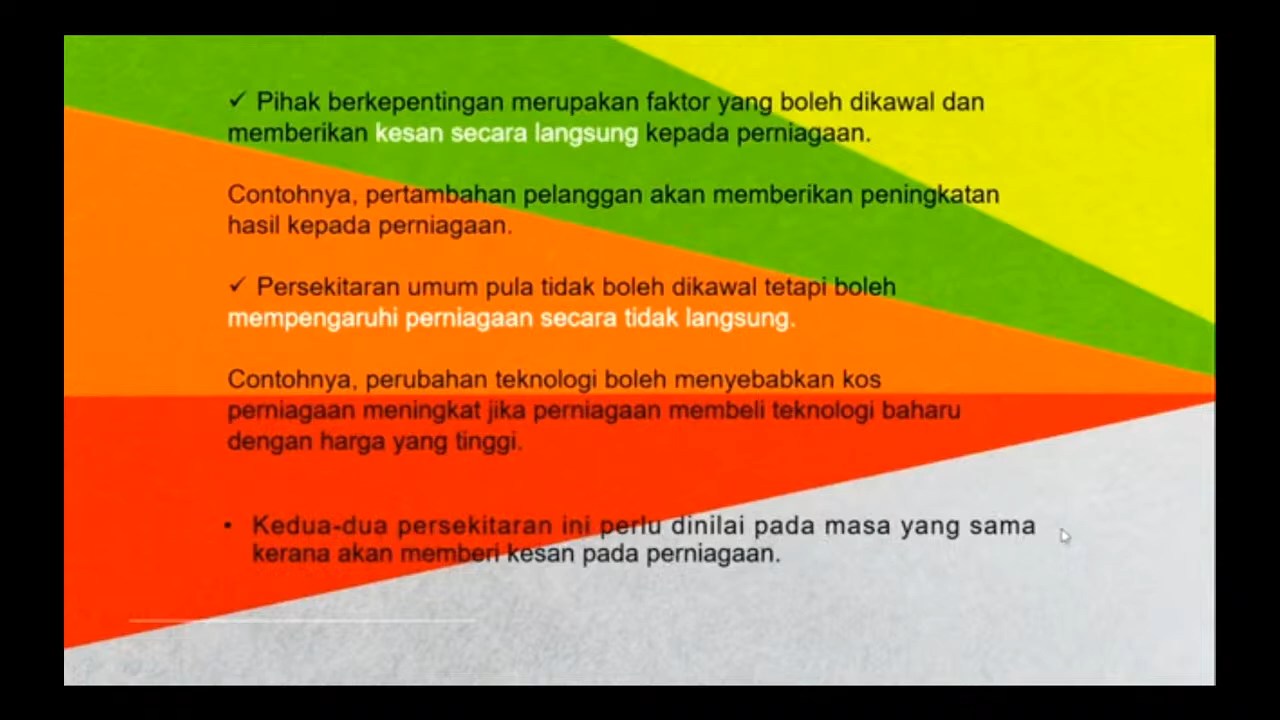 ✓ Pihak berkepentingan merupakan faktor yang boleh dikawal dan
memberikan kesan secara langsung kepada perniagaan.
Contohnya, pertambahan pelanggan akan memberikan peningkatan
hasil kepada perniagaan.
✓ Persekitaran umum pula tidak boleh dikawal tetapi boleh
mempengaruhi perniagaan secara tidak langsung.
Contohnya, perubahan teknologi boleh menyebabkan kos
perniagaan meningkat jika perniagaan membeli teknologi baharu
dengan harga yang tinggi.
• Kedua-dua persekitaran ini perlu dinilai pada masa yang sama
kerana akan memberi kesan pada perniagaan.